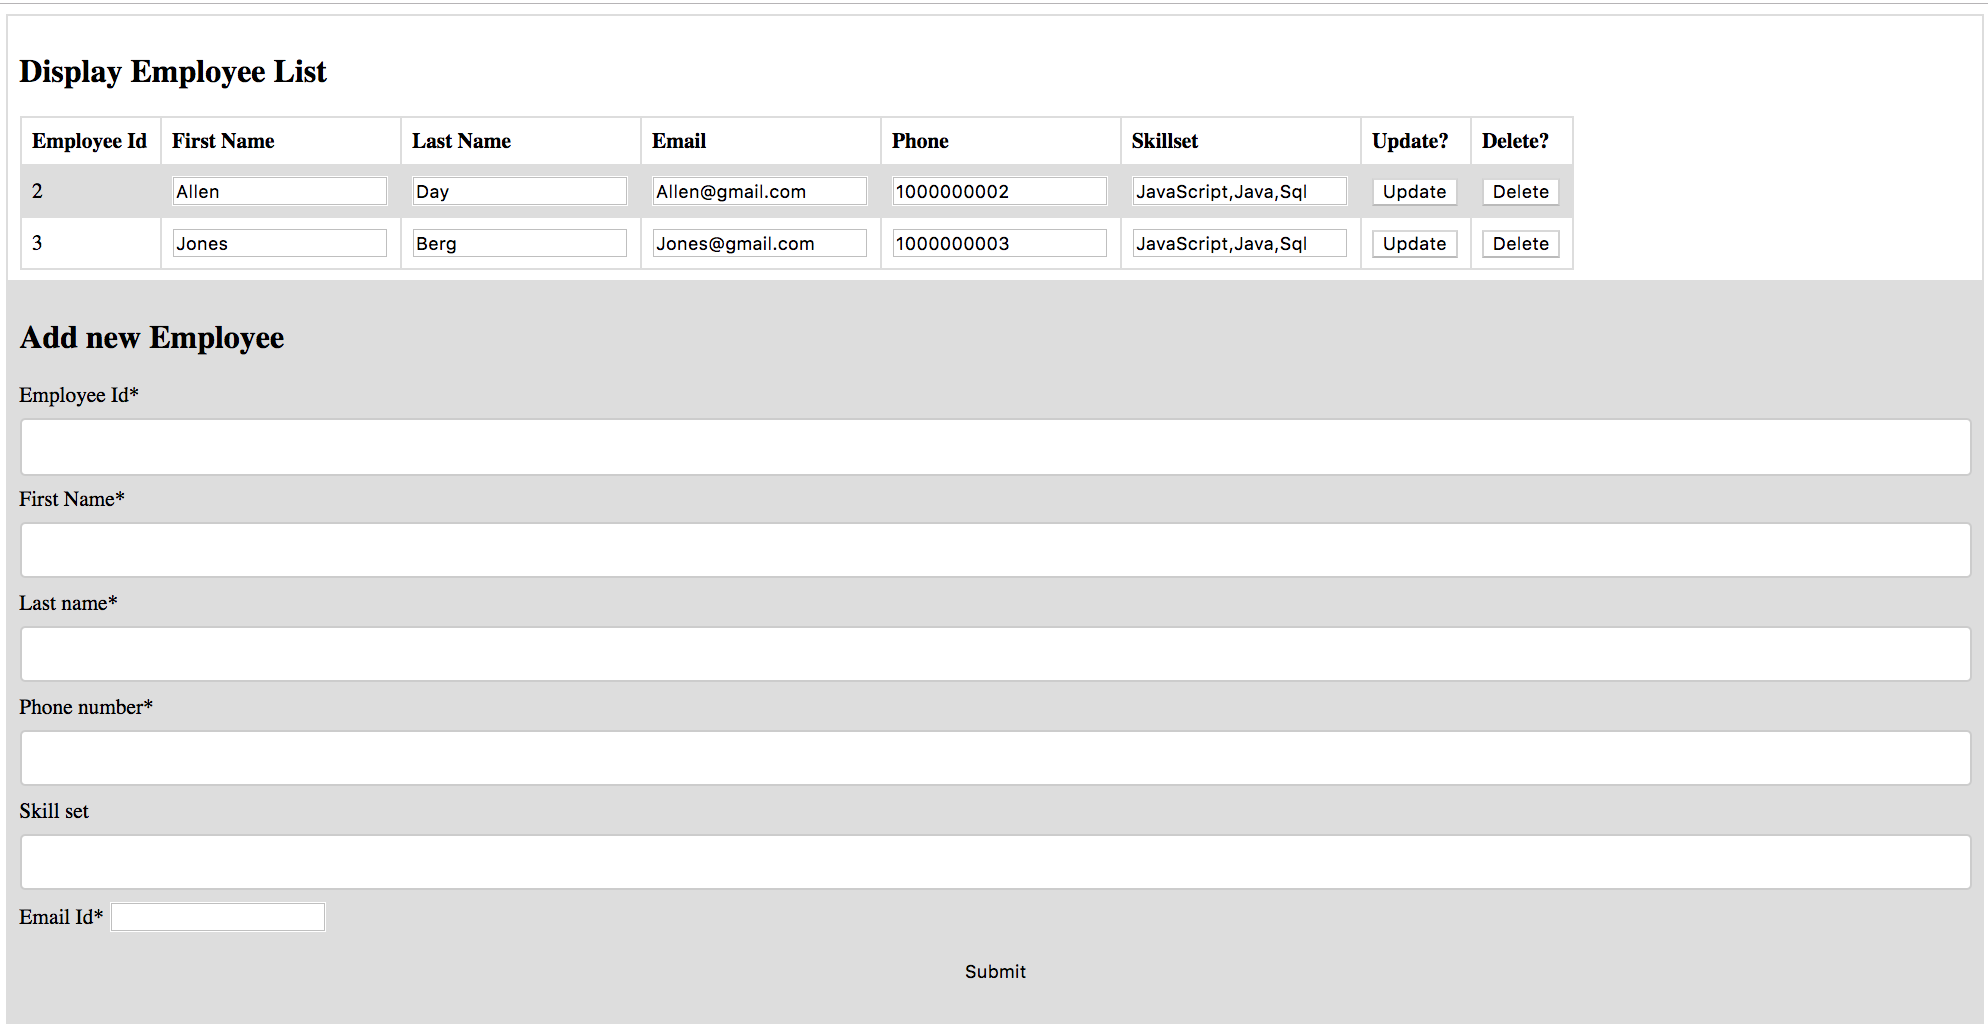 Display Employee List
Employee Id First Name Last Name Email Phone Skillset Update? Delete?
2 Allen Day Allen@gmail.com 1000000002 JavaScript,Java,Sql Update Delete
3 Jones Berg Jones@gmail.com 1000000003 JavaScript,Java,Sql Update Delete
Add new Employee
Employee Id*
First Name*
Last name*
Phone number*
Skill set
Email Id*
Submit